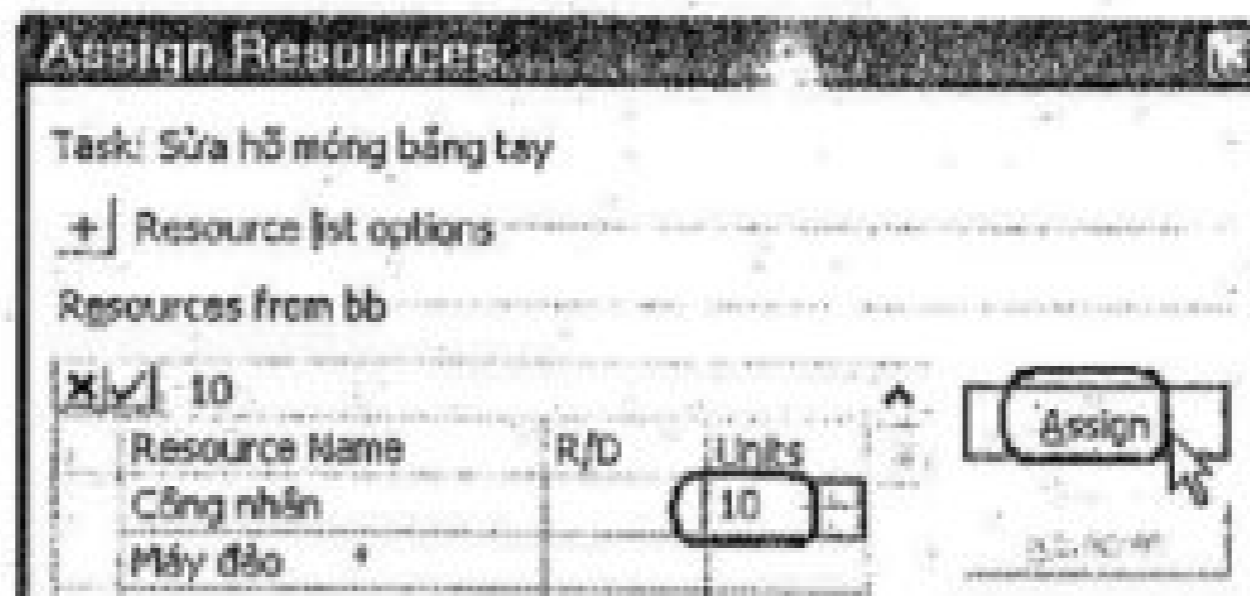 Assign Resources
Task: Sửa hố móng bằng tay
+ Resource list options
Resources from bb
10
Assign
Resource Name R/D Units
Công nhân 10
Máy đào